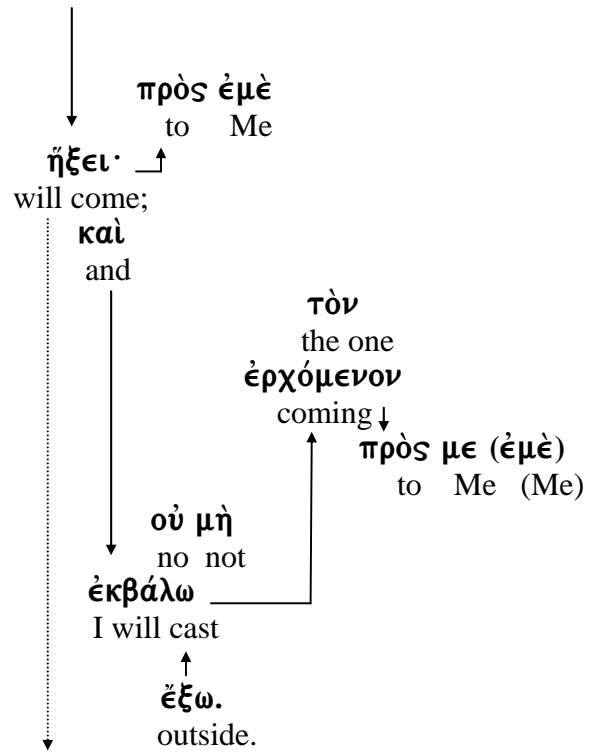 πρὸς ἐμὲ
to Me
ἥξει·
will come;
καὶ
and
τὸν
the one
ἐρχόμενον
coming
πρὸς με (ἐμὲ)
to Me (Me)
οὐ μὴ
no not
ἐκβάλω
I will cast
ἔξω.
outside.